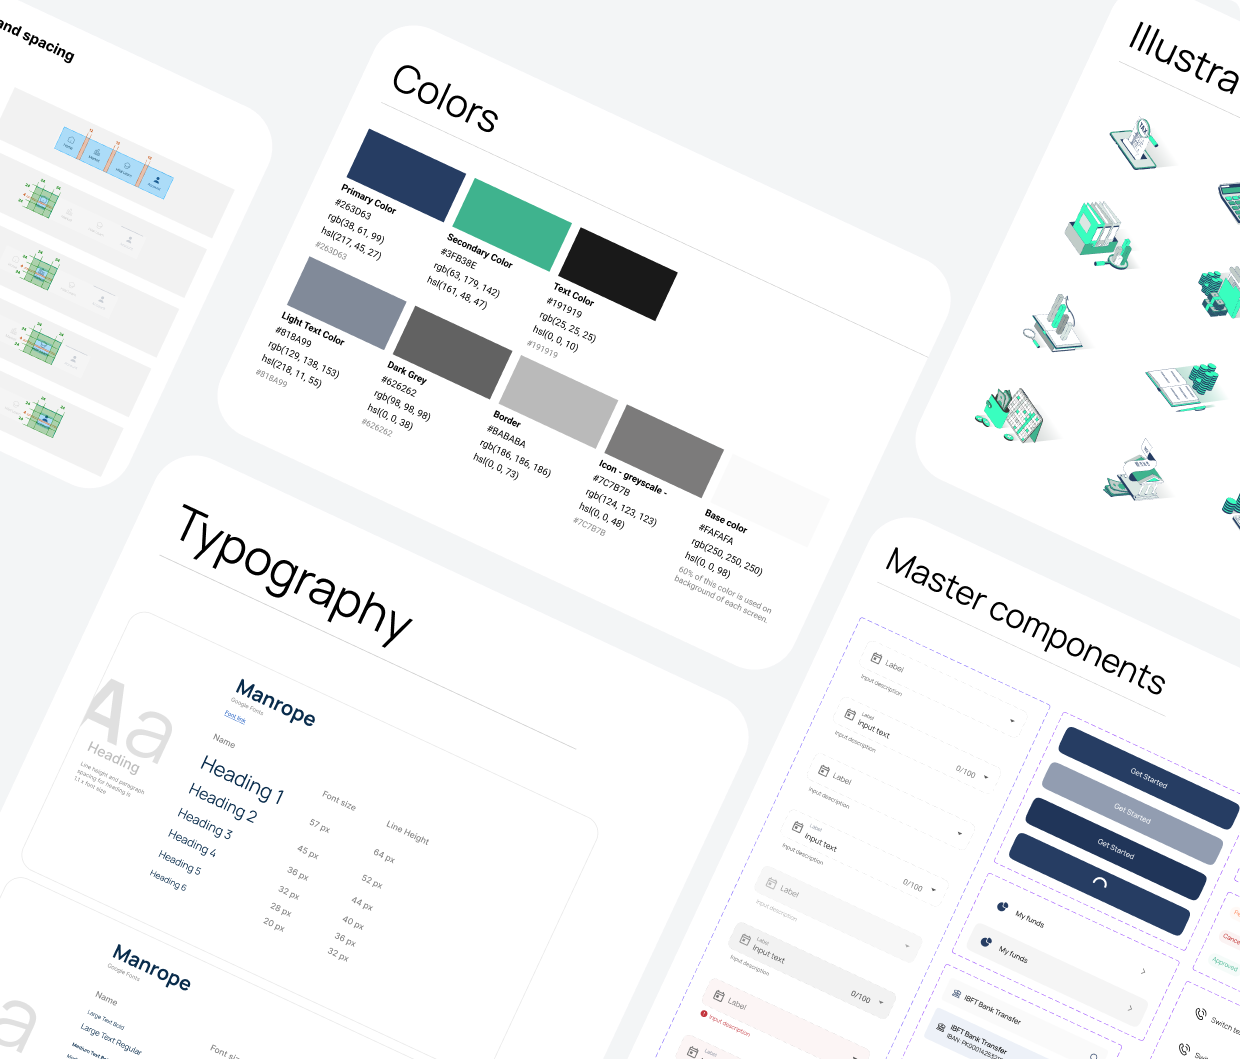 and spacing
Colors
Primary Color
#263D63
rgb(38, 61, 99)
hsl(217, 45, 27)
#263D63
Secondary Color
#3FB38E
rgb(63, 179, 142)
hsl(161, 48, 47)
Text Color
#191919
rgb(25, 25, 25)
hsl(0, 0, 10)
#191919
Light Text Color
#818A99
rgb(129, 138, 153)
hsl(218, 11, 55)
#818A99
Dark Grey
#626262
rgb(98, 98, 98)
hsl(0, 0, 38)
#626262
Border
#BABABA
rgb(186, 186, 186)
hsl(0, 0, 73)
Icon - greyscale -
#7C7B7B
rgb(124, 123, 123)
hsl(0, 0, 48)
#7C7B7B
Base color
#FAFAFA
rgb(250, 250, 250)
hsl(0, 0, 98)
60% of this color is used on
background of each screen.
Illustra
TAX
Typography
Aa
Heading
Line height and paragraph
spacing for heading is
1.1 x font size
Manrope
Google Fonts
Font link
Name
Font size
Line Height
Heading 1
57 px
64 px
Heading 2
45 px
52 px
Heading 3
36 px
44 px
Heading 4
32 px
40 px
Heading 5
28 px
36 px
Heading 6
20 px
32 px
Manrope
Google Fonts
Name
Large Text Bold
Large Text Regular
Font siz
Master components
Label
Input description
Label
Input text
Input description
0/100
Label
Input description
Label
Input text
Input description
0/100
Label
Input description
Label
Input text
Input description
0/100
Label
Input description
Label
Get Started
Get Started
Get Started
My funds
My funds
IBFT Bank Transfer
IBFT Bank Transfer
Approved
Switch te